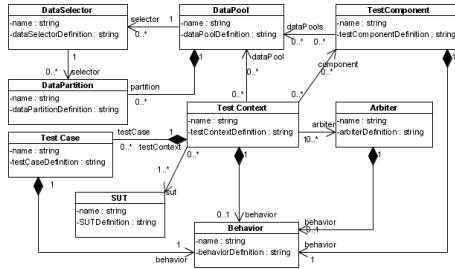 DataSelector
-name : string
-dataSelectorDefinition : string
selector
1
0..*
DataPool
-name : string
-dataPoolDefinition : string
dataPools
0..*
0..*
TestComponent
-name : string
-testComponentDefinition : string
1
0..*
selector
1
0..*
dataPool
component
1
DataPartition
-name : string
-dataPartitionDefinition : string
partition
0..*
0..*
0..*
Test Case
-name : string
-testCaseDefinition : string
testCase
1
0..*
testContext
Test Context
-name : string
-testContextDefinition : string
arbiter
Arbiter
-name : string
-arbiterDefinition : string
0..*
1
1
1
1..*
sut
SUT
-name : string
-SUTDefinition : string
0..1
behavior
behavior
0..1
Behavior
-name : string
-behaviorDefinition : string
1
behavior
behavior
1